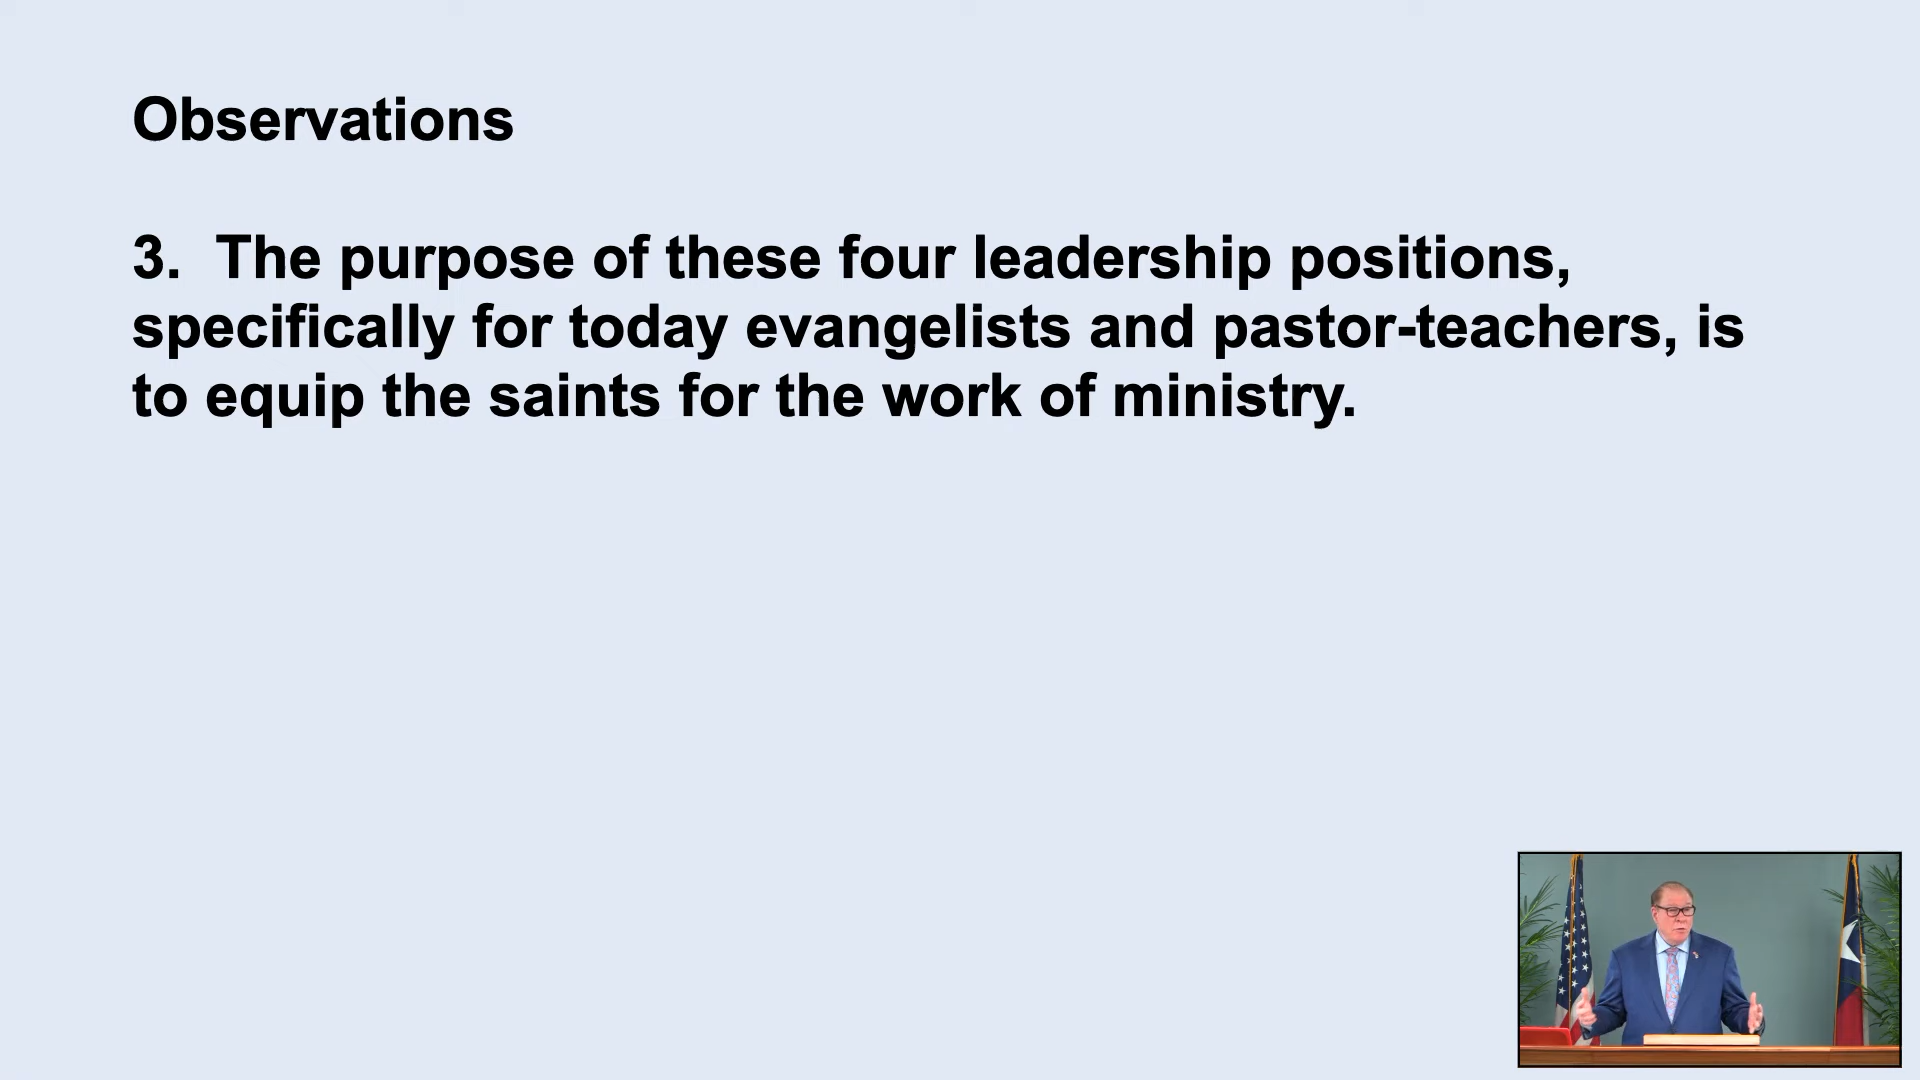 Observations
3.  The purpose of these four leadership positions,
specifically for today evangelists and pastor-teachers, is
to equip the saints for the work of ministry.